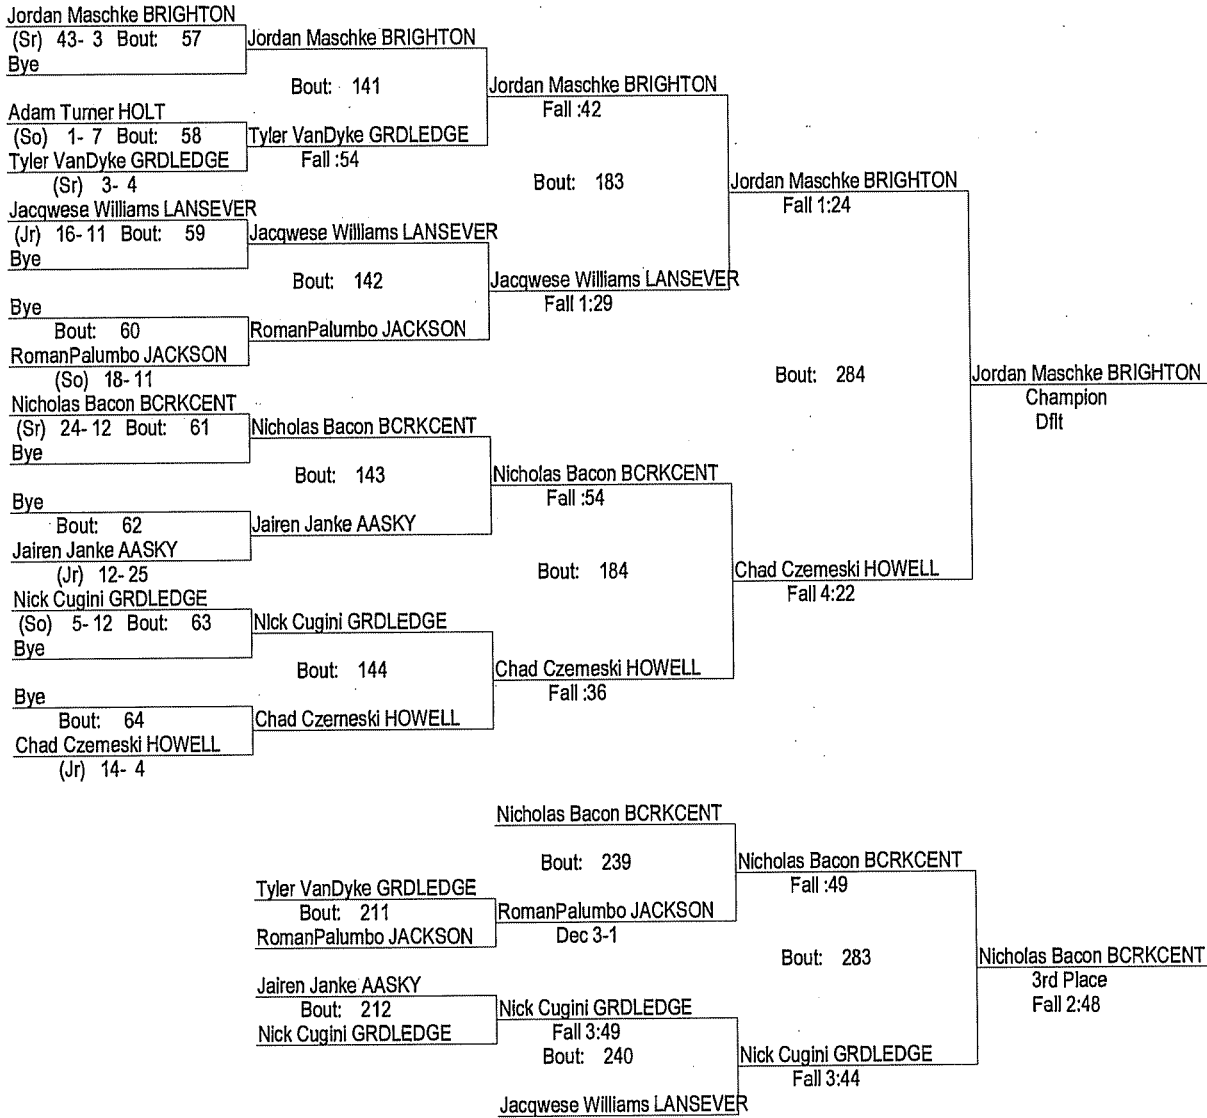 Jordan Maschke BRIGHTON
(Sr) 43- 3 Bout: 57
Bye
Jordan Maschke BRIGHTON
Bout: 141
Adam Turner HOLT
(So) 1- 7 Bout: 58
Tyler VanDyke GRDLEDGE
(Sr) 3- 4
Tyler VanDyke GRDLEDGE
Fall :54
Jordan Maschke BRIGHTON
Fall :42
Bout: 183
Jacqwese Williams LANSEVER
(Jr) 16- 11 Bout: 59
Bye
Jacqwese Williams LANSEVER
Bout: 142
Bye
Bout: 60
RomanPalumbo JACKSON
(So) 18- 11
RomanPalumbo JACKSON
Jacqwese Williams LANSEVER
Fall 1:29
Jordan Maschke BRIGHTON
Fall 1:24
Bout: 284
Jordan Maschke BRIGHTON
Champion
Dflt
Nicholas Bacon BCRKCENT
(Sr) 24- 12 Bout: 61
Bye
Nicholas Bacon BCRKCENT
Bout: 143
Bye
Bout: 62
Jairen Janke AASKY
(Jr) 12- 25
Jairen Janke AASKY
Nicholas Bacon BCRKCENT
Fall :54
Bout: 184
Nick Cugini GRDLEDGE
(So) 5- 12 Bout: 63
Bye
Nick Cugini GRDLEDGE
Bout: 144
Bye
Bout: 64
Chad Czerneski HOWELL
(Jr) 14- 4
Chad Czerneski HOWELL
Chad Czerneski HOWELL
Fall :36
Chad Czerneski HOWELL
Fall 4:22
Nicholas Bacon BCRKCENT
Bout: 239
Tyler VanDyke GRDLEDGE
Bout: 211
RomanPalumbo JACKSON
RomanPalumbo JACKSON
Dec 3-1
Nicholas Bacon BCRKCENT
Fall :49
Bout: 283
Jairen Janke AASKY
Bout: 212
Nick Cugini GRDLEDGE
Nick Cugini GRDLEDGE
Fall 3:49
Bout: 240
Jacqwese Williams LANSEVER
Nick Cugini GRDLEDGE
Fall 3:44
Nicholas Bacon BCRKCENT
3rd Place
Fall 2:48